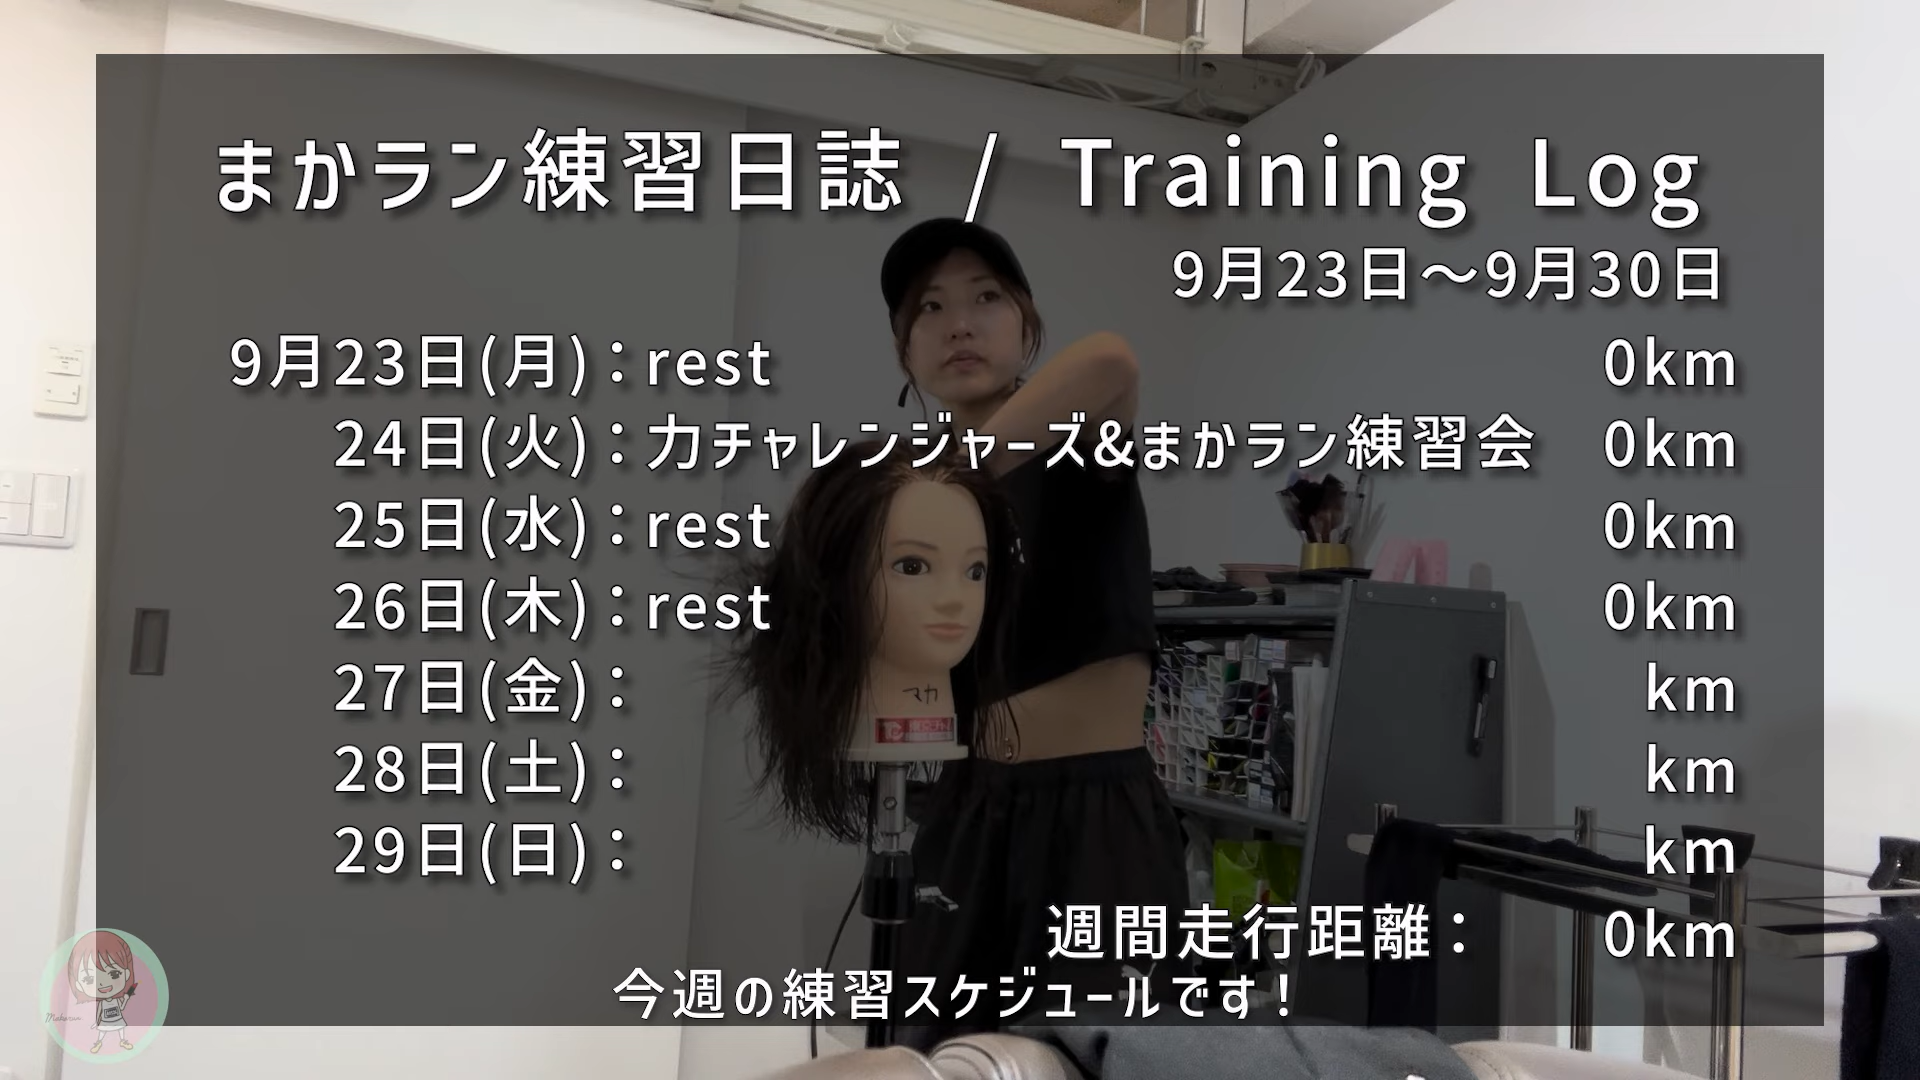 まかラン練習日誌 / Training Log
9月23日～9月30日
9月23日(月)：rest 0km
24日(火)：力チャレンジャーズ&まかラン練習会 0km
25日(水)：rest 0km
26日(木)：rest 0km
27日(金)： km
28日(土)： km
29日(日)： km
週間走行距離： 0km
今週の練習スケジュールです！
マカ